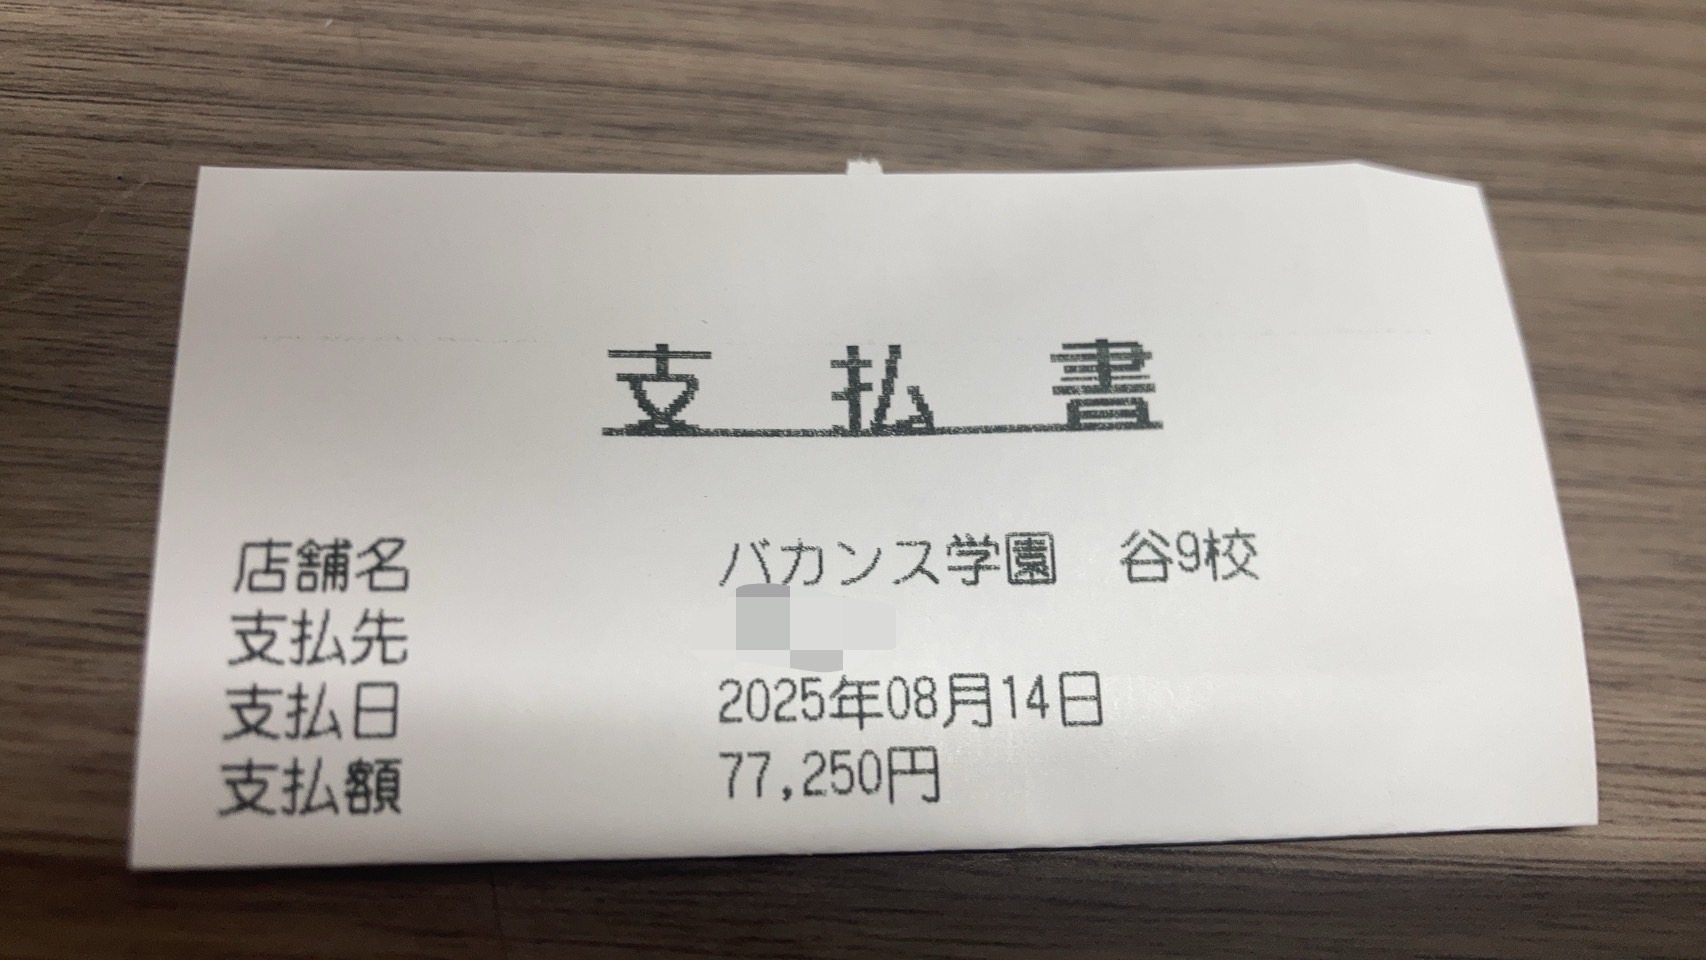 支払書
店舗名 バカンス学園 谷9校
支払先
支払日 2025年08月14日
支払額 77,250円